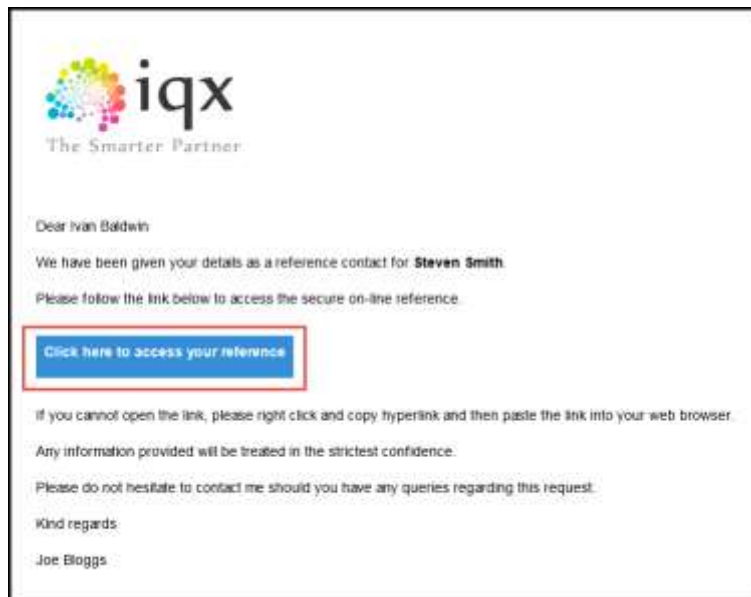 iqx
The Smarter Partner
Dear Ivan Baldwin
We have been given your details as a reference contact for Steven Smith.
Please follow the link below to access the secure on-line reference.
Click here to access your reference
If you cannot open the link, please right click and copy hyperlink and then paste the link into your web browser.
Any information provided will be treated in the strictest confidence.
Please do not hesitate to contact me should you have any queries regarding this request.
Kind regards
Joe Bloggs